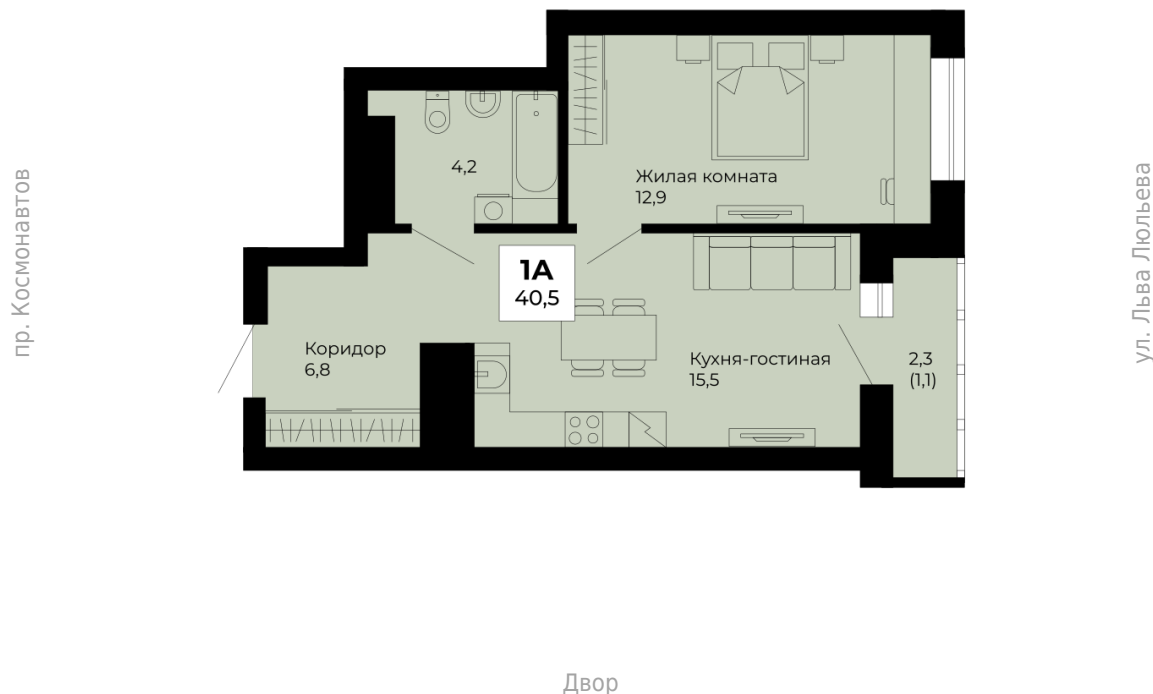 4,2
Жилая комната
12,9
1А
40,5
Коридор
6,8
Кухня-гостиная
15,5
2,3
(1,1)
пр. Космонавтов
ул. Льва Люльева
Двор